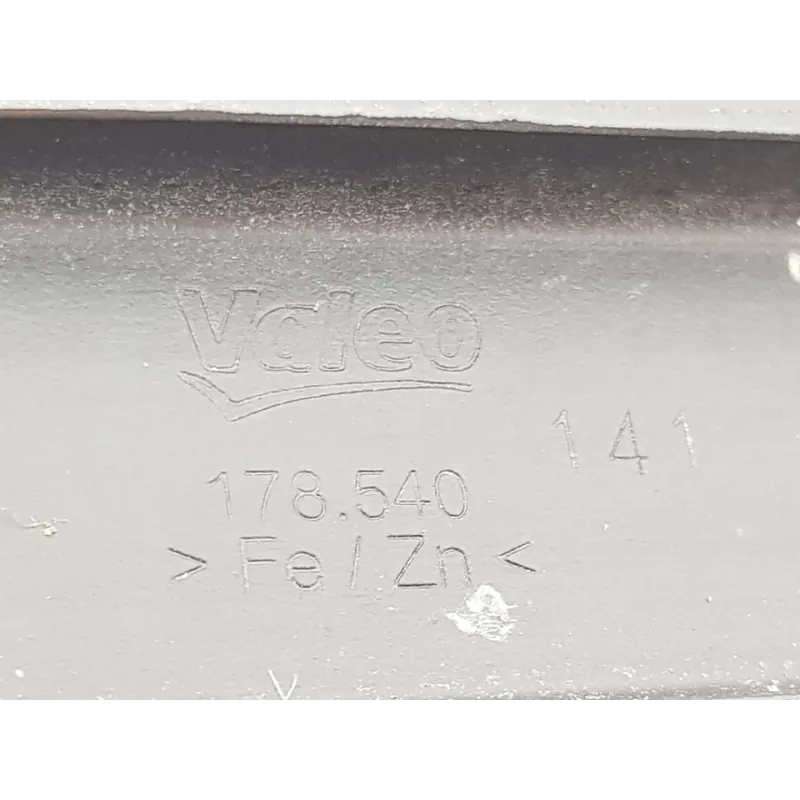 Valeo
141
178.540
> Fe / Zn <
V